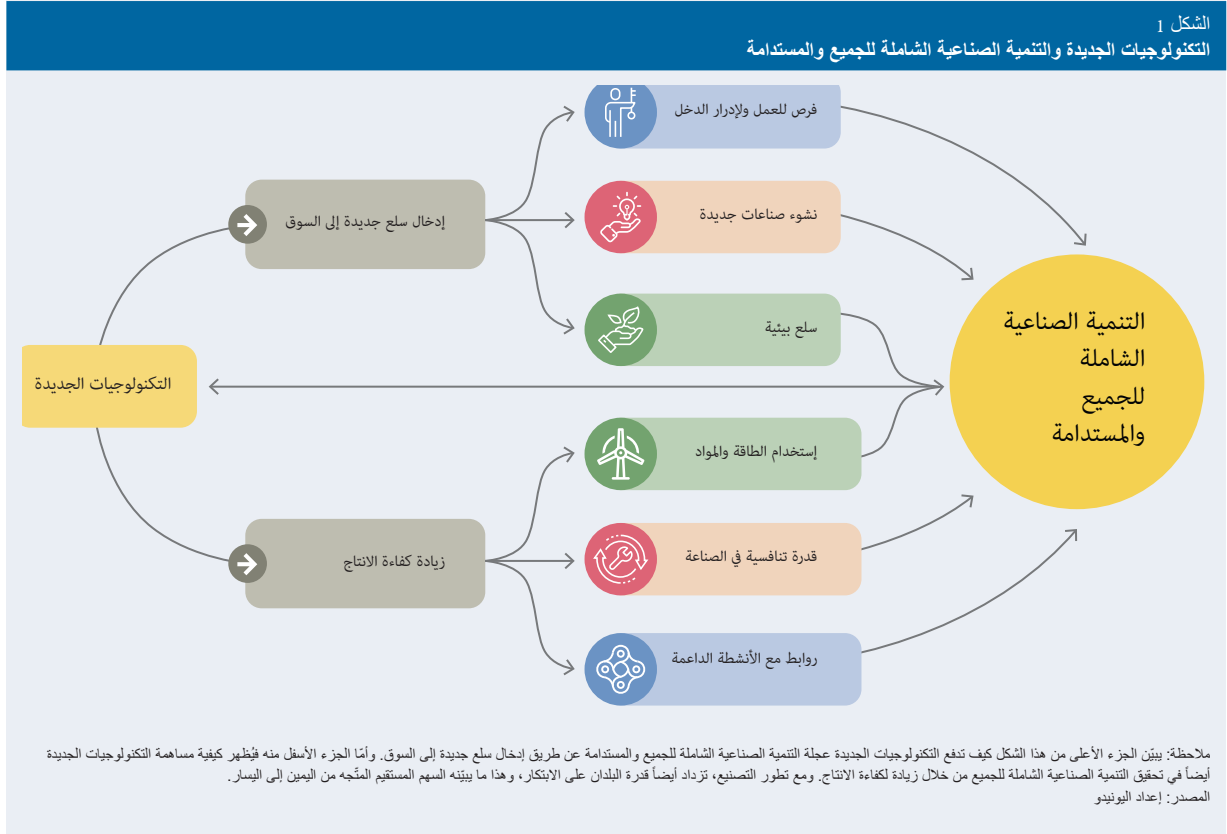 الشكل 1
التكنولوجيات الجديدة والتنمية الصناعية الشاملة للجميع والمستدامة
فرص للعمل ولإدرار الدخل
إدخال سلع جديدة إلى السوق
نشوء صناعات جديدة
سلع بيئية
التنمية الصناعية
الشاملة
للجميع
والمستدامة
التكنولوجيات الجديدة
إستخدام الطاقة والمواد
زيادة كفاءة الانتاج
قدرة تنافسية في الصناعة
روابط مع الأنشطة الداعمة
ملاحظة: يبيّن الجزء الأعلى من هذا الشكل كيف تدفع التكنولوجيات الجديدة عجلة التنمية الصناعية الشاملة للجميع والمستدامة عن طريق إدخال سلع جديدة إلى السوق. وأمّا الجزء الأسفل منه فيُظهر كيفية مساهمة التكنولوجيات الجديدة
أيضاً في تحقيق التنمية الصناعية الشاملة للجميع من خلال زيادة لكفاءة الانتاج. ومع تطور التصنيع، تزداد أيضاً قدرة البلدان على الابتكار، وهذا ما يبيّنه السهم المستقيم المتّجه من اليمين إلى اليسار.
المصدر: إعداد اليونيدو